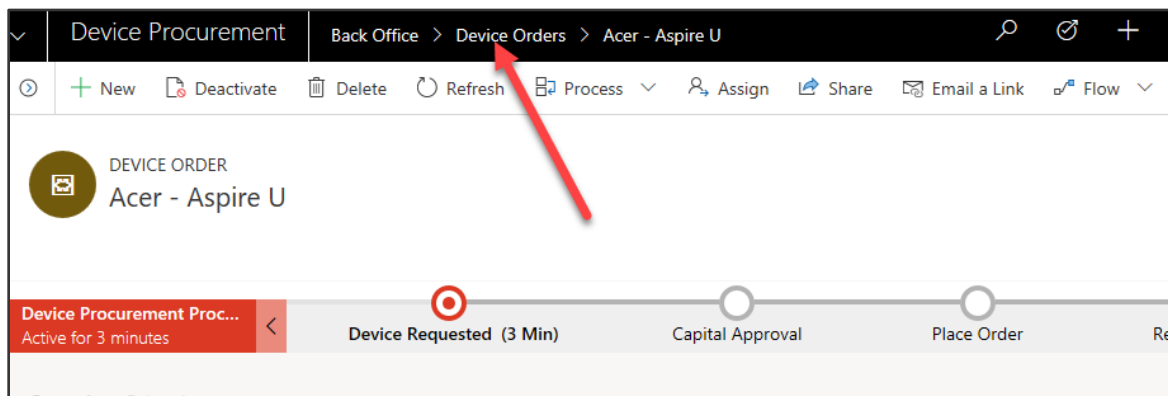 Device Procurement Back Office > Device Orders > Acer - Aspire U
New Deactivate Delete Refresh Process Assign Share Email a Link Flow
DEVICE ORDER
Acer - Aspire U
Device Procurement Proc...
Active for 3 minutes
Device Requested (3 Min) Capital Approval Place Order Re